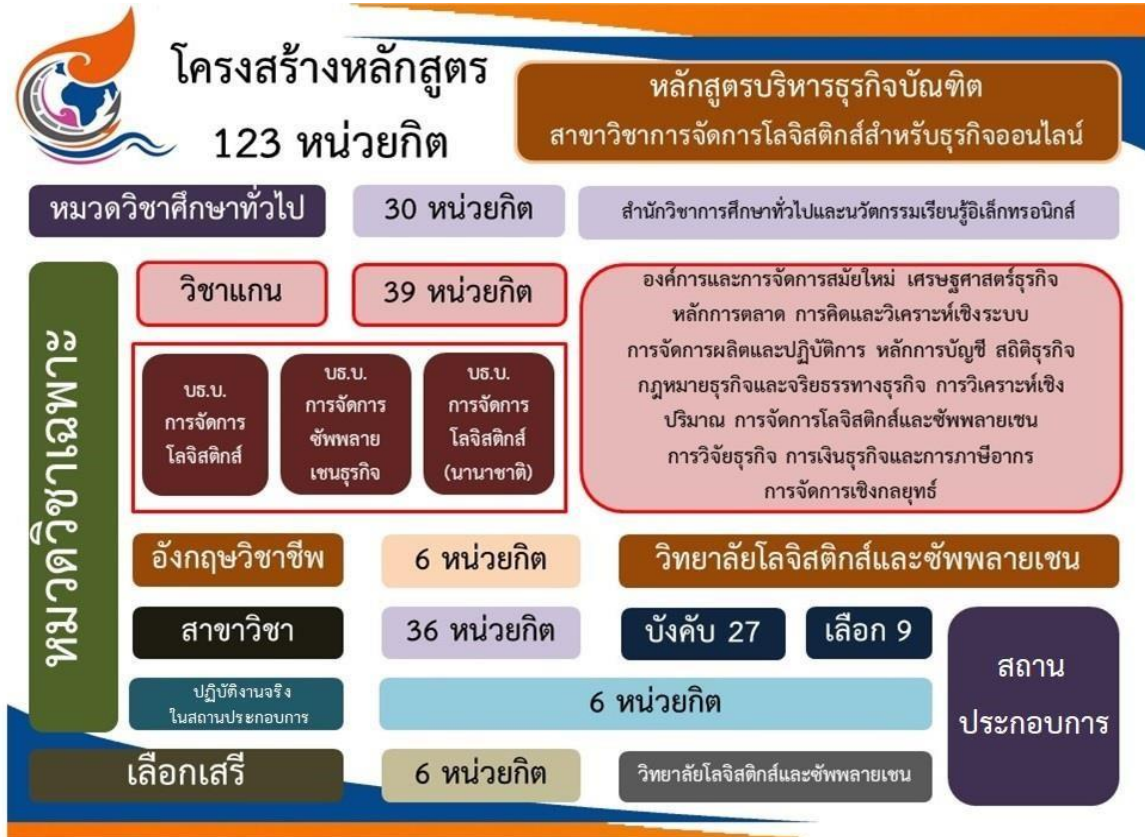 โครงสร้างหลักสูตร
123 หน่วยกิต
หลักสูตรบริหารธุรกิจบัณฑิต
สาขาวิชาการจัดการโลจิสติกส์สำหรับธุรกิจออนไลน์
หมวดวิชาศึกษาทั่วไป
30 หน่วยกิต
สำนักวิชาการศึกษาทั่วไปและนวัตกรรมเรียนรู้อิเล็กทรอนิกส์
หมวดวิชาเฉพาะ
วิชาแกน
39 หน่วยกิต
องค์การและการจัดการสมัยใหม่ เศรษฐศาสตร์ธุรกิจ
หลักการตลาด การคิดและวิเคราะห์เชิงระบบ
การจัดการผลิตและปฏิบัติการ หลักการบัญชี สถิติธุรกิจ
กฎหมายธุรกิจและจริยธรรทางธุรกิจ การวิเคราะห์เชิง
ปริมาณ การจัดการโลจิสติกส์และซัพพลายเชน
การวิจัยธุรกิจ การเงินธุรกิจและการภาษีอากร
การจัดการเชิงกลยุทธ์
บธ.บ.
การจัดการ
โลจิสติกส์
บธ.บ.
การจัดการ
ซัพพลาย
เชนธุรกิจ
บธ.บ.
การจัดการ
โลจิสติกส์
(นานาชาติ)
อังกฤษวิชาชีพ
6 หน่วยกิต
วิทยาลัยโลจิสติกส์และซัพพลายเชน
สาขาวิชา
36 หน่วยกิต
บังคับ 27
เลือก 9
สถาน
ประกอบการ
ปฏิบัติงานจริง
ในสถานประกอบการ
6 หน่วยกิต
เลือกเสรี
6 หน่วยกิต
วิทยาลัยโลจิสติกส์และซัพพลายเชน